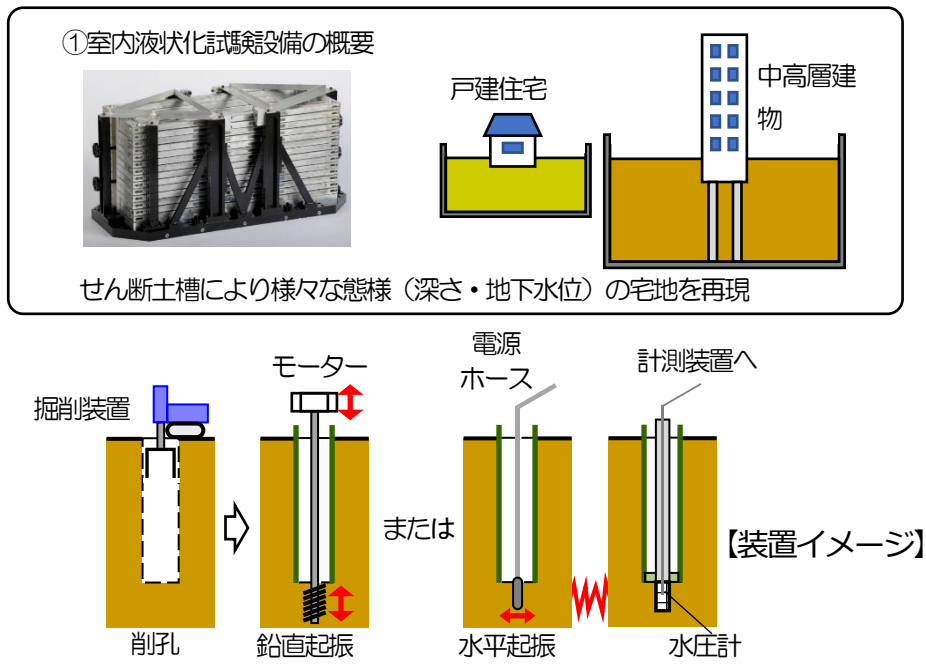 ①室内液状化試験設備の概要
戸建住宅
中高層建
物
せん断土槽により様々な態様（深さ・地下水位）の宅地を再現
掘削装置
モーター
電源
ホース
計測装置へ
または
【装置イメージ】
削孔
鉛直起振
水平起振
水圧計